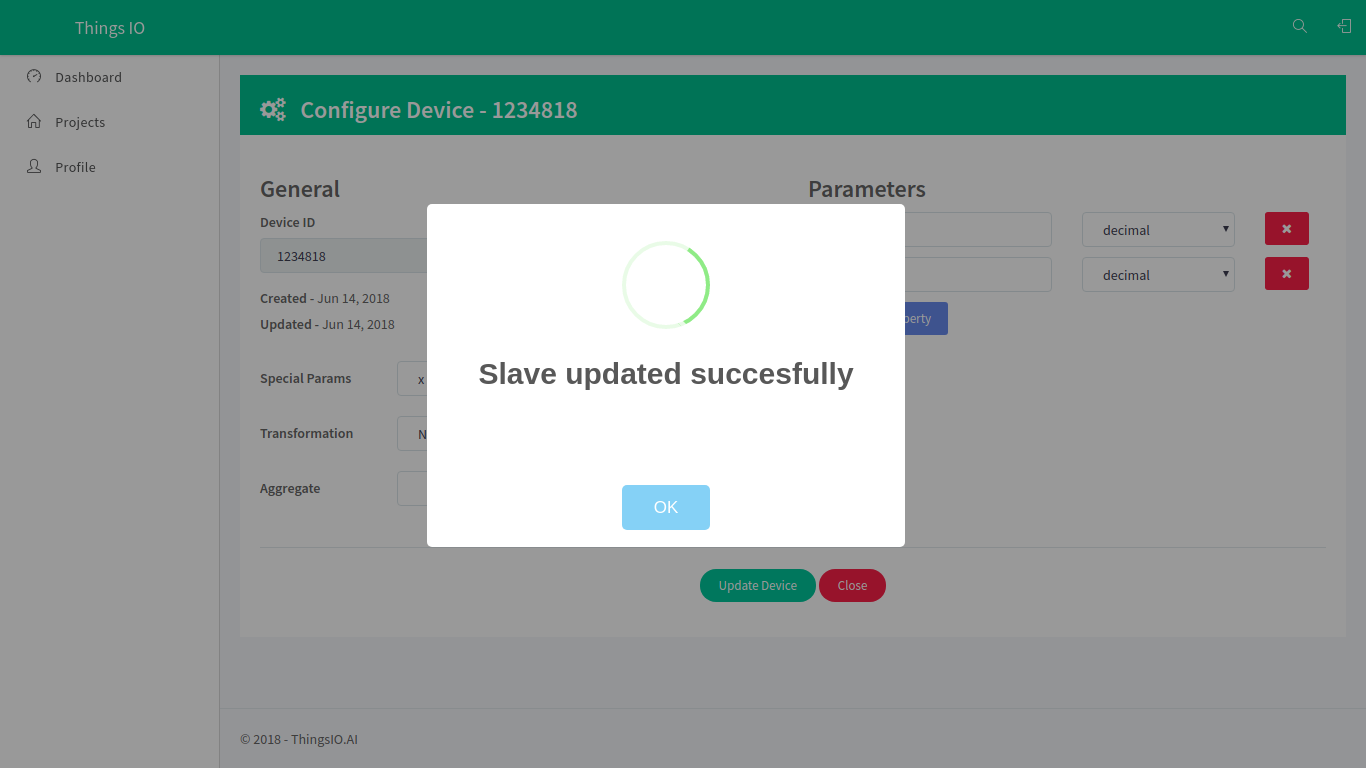 Things IO
Dashboard
Projects
Profile
Configure Device - 1234818
General
Device ID
1234818
Created - Jun 14, 2018
Updated - Jun 14, 2018
Special Params
x
Transformation
N
Aggregate
Parameters
decimal
decimal
perty
Slave updated succesfully
OK
Update Device
Close
© 2018 - ThingsIO.AI